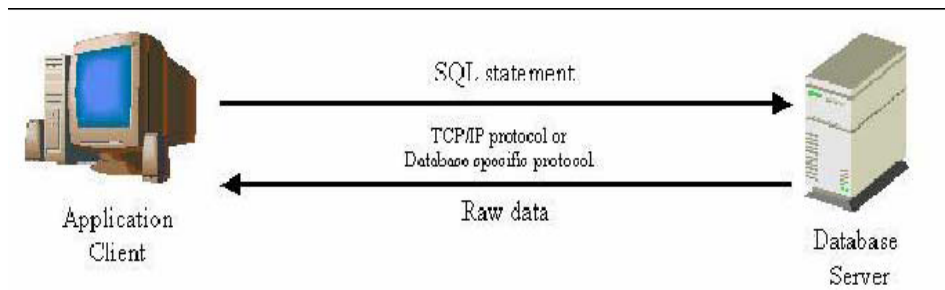 SQL statement
TCP/IP protocol or
Database specific protocol
Raw data
Application
Client
Database
Server